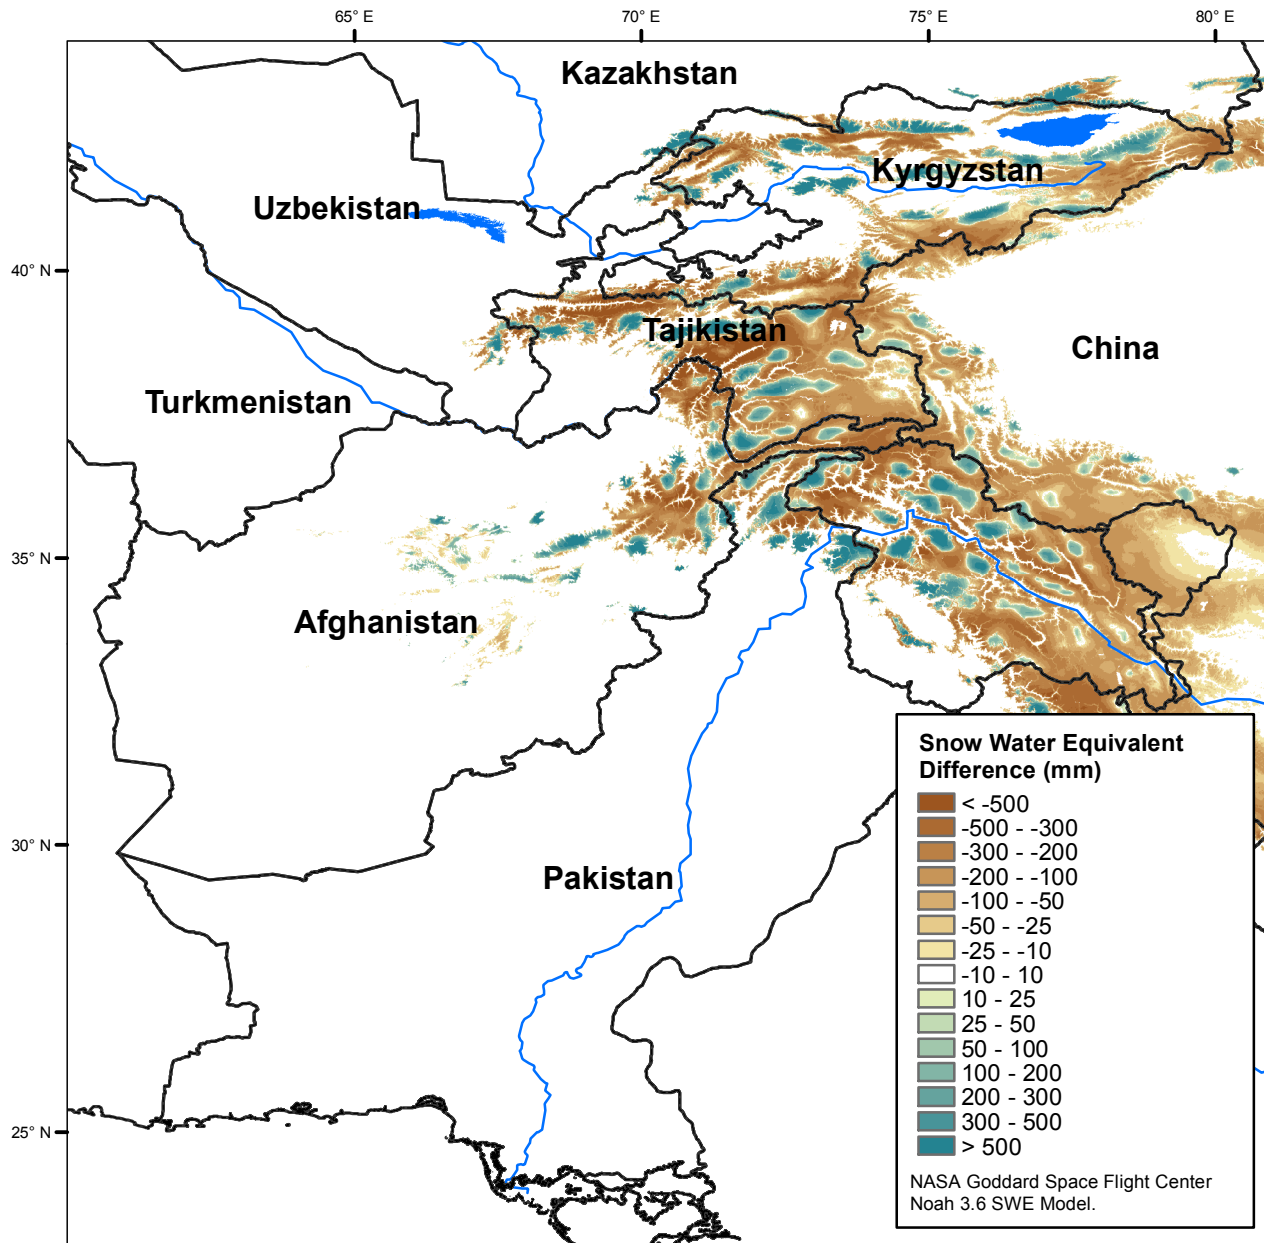 65° E
70° E
75° E
80° E
Kazakhstan
Kyrgyzstan
Uzbekistan
40° N
Tajikistan
China
Turkmenistan
35° N
Afghanistan
Snow Water Equivalent
Difference (mm)
< -500
-500 - -300
-300 - -200
-200 - -100
-100 - -50
-50 - -25
-25 - -10
-10 - 10
10 - 25
25 - 50
50 - 100
100 - 200
200 - 300
300 - 500
> 500
30° N
Pakistan
25° N
NASA Goddard Space Flight Center
Noah 3.6 SWE Model.